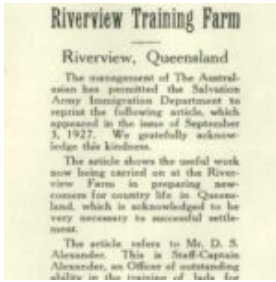 Riverview Training Farm
Riverview, Queensland
The management of The Austral-
asian has permitted the Salvation
Army Immigration Department to
reprint the following article, which
appeared in the issue of September
3, 1927. We gratefully acknow-
ledge this kindness.
The article shows the useful work
now being carried on at the River-
view Farm in preparing new-
comers for country life in Queens-
land, which is acknowledged to be
very necessary to successful settle-
ment.
The article refers to Mr. D. S.
Alexander. This is Staff-Captain
Alexander, an Officer of outstanding
ability in the training of lads for